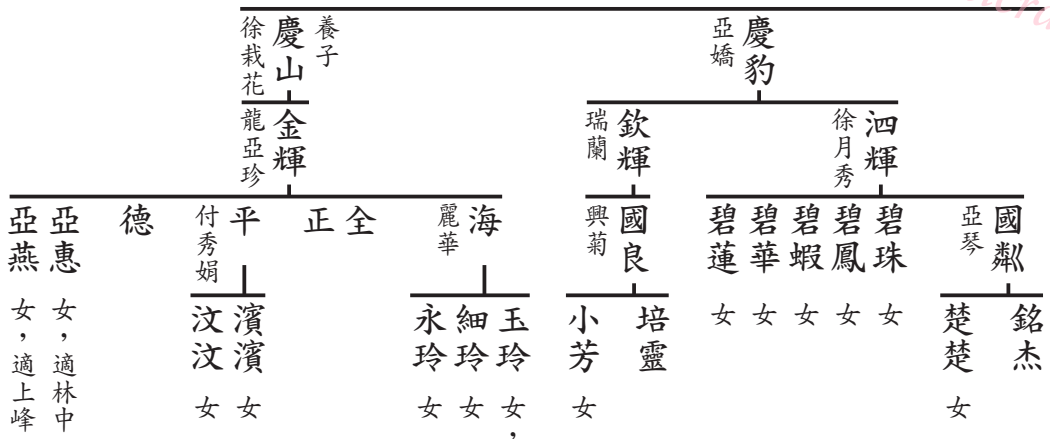 慶豹
亞嬌
養子
慶山
徐栽花
泗輝
徐月秀
欽輝
瑞蘭
金輝
龍亞珍
國粼
亞琴
碧珠 女
碧鳳 女
碧蝦 女
碧華 女
碧蓮 女
國良
興菊
海
麗華
全
正
平
付秀娟
德
亞惠 女，適林中
亞燕 女，適上峰
銘杰
楚楚 女
培靈
小芳 女
玉玲 女，
細玲 女
永玲 女
濱濱 女
汶汶 女